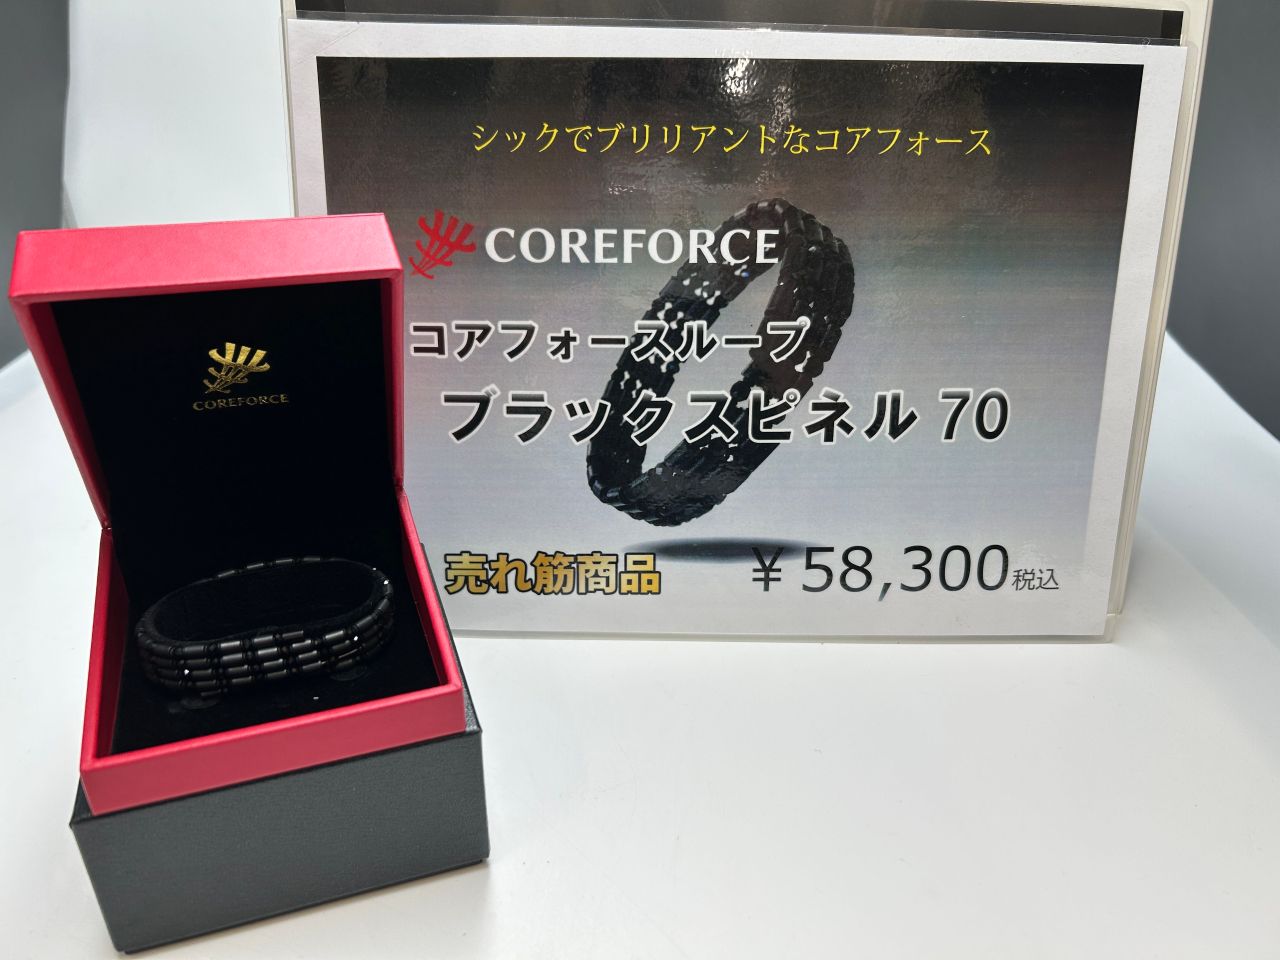 シックでブリリアントなコアフォース
COREFORCE
コアフォースループ
ブラックスピネル 70
売れ筋商品
￥58,300税込
COREFORCE